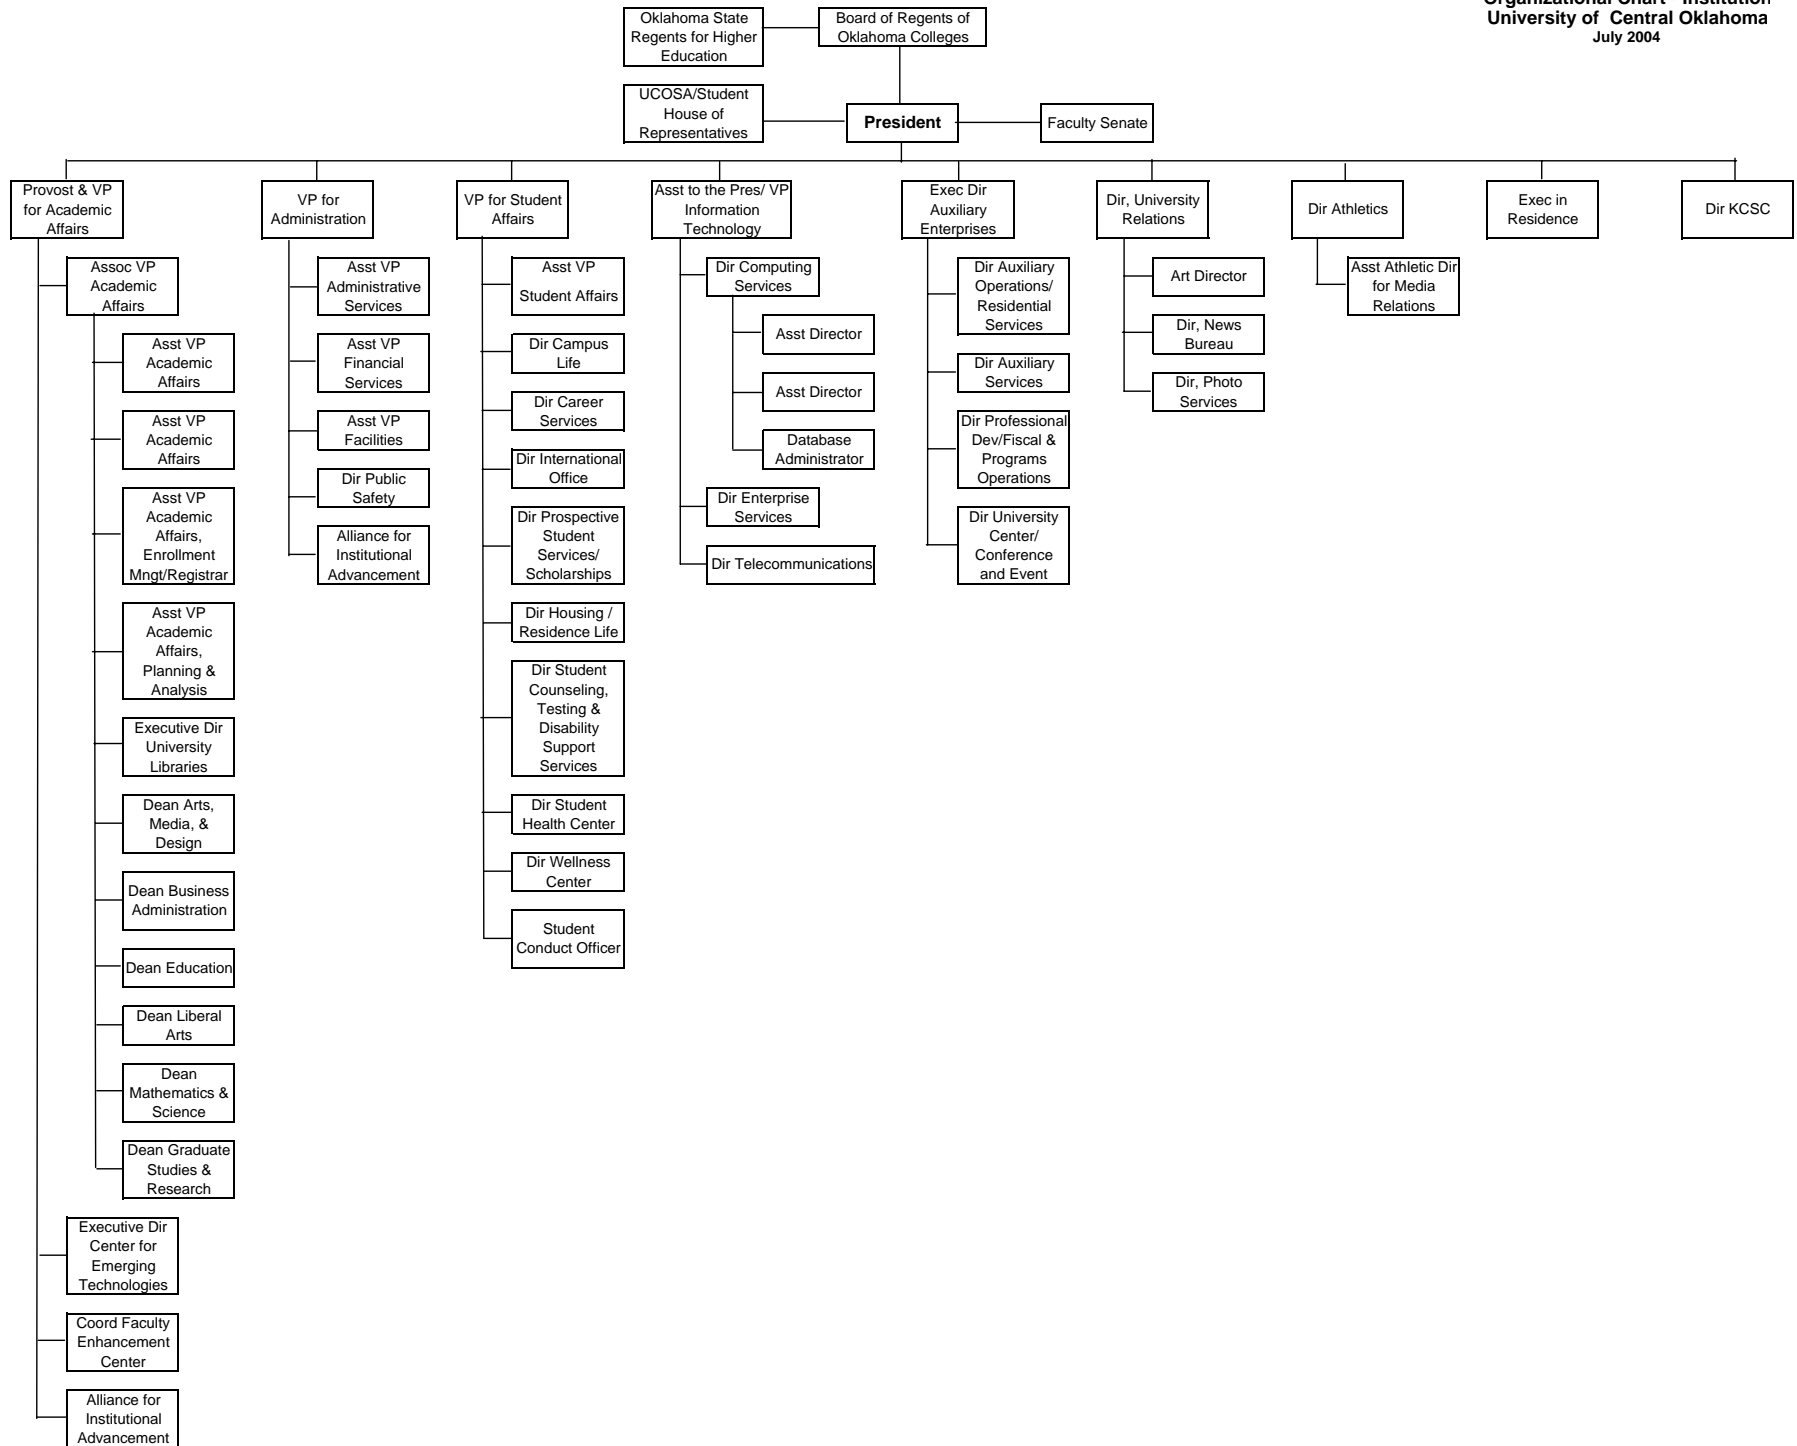 Organizational Chart - Institution
University of Central Oklahoma
July 2004
Oklahoma State
Regents for Higher
Education
Board of Regents of
Oklahoma Colleges
UCOSA/Student
House of
Representatives
President
Faculty Senate
Provost & VP
for Academic
Affairs
VP for
Administration
VP for Student
Affairs
Asst to the Pres/ VP
Information
Technology
Exec Dir
Auxiliary
Enterprises
Dir, University
Relations
Dir Athletics
Exec in
Residence
Dir KCSC
Assoc VP
Academic
Affairs
Asst VP
Academic
Affairs
Asst VP
Academic
Affairs
Asst VP
Academic
Affairs,
Enrollment
Mngt/Registrar
Asst VP
Academic
Affairs,
Planning &
Analysis
Executive Dir
University
Libraries
Dean Arts,
Media, &
Design
Dean Business
Administration
Dean Education
Dean Liberal
Arts
Dean
Mathematics &
Science
Dean Graduate
Studies &
Research
Executive Dir
Center for
Emerging
Technologies
Coord Faculty
Enhancement
Center
Alliance for
Institutional
Advancement
Asst VP
Administrative
Services
Asst VP
Financial
Services
Asst VP
Facilities
Dir Public
Safety
Alliance for
Institutional
Advancement
Asst VP
Student Affairs
Dir Campus
Life
Dir Career
Services
Dir International
Office
Dir Prospective
Student
Services/
Scholarships
Dir Housing /
Residence Life
Dir Student
Counseling,
Testing &
Disability
Support
Services
Dir Student
Health Center
Dir Wellness
Center
Student
Conduct Officer
Dir Computing
Services
Asst Director
Asst Director
Database
Administrator
Dir Enterprise
Services
Dir Telecommunications
Dir Auxiliary
Operations/
Residential
Services
Dir Auxiliary
Services
Dir Professional
Dev/Fiscal &
Programs
Operations
Dir University
Center/
Conference
and Event
Art Director
Dir, News
Bureau
Dir, Photo
Services
Asst Athletic Dir
for Media
Relations